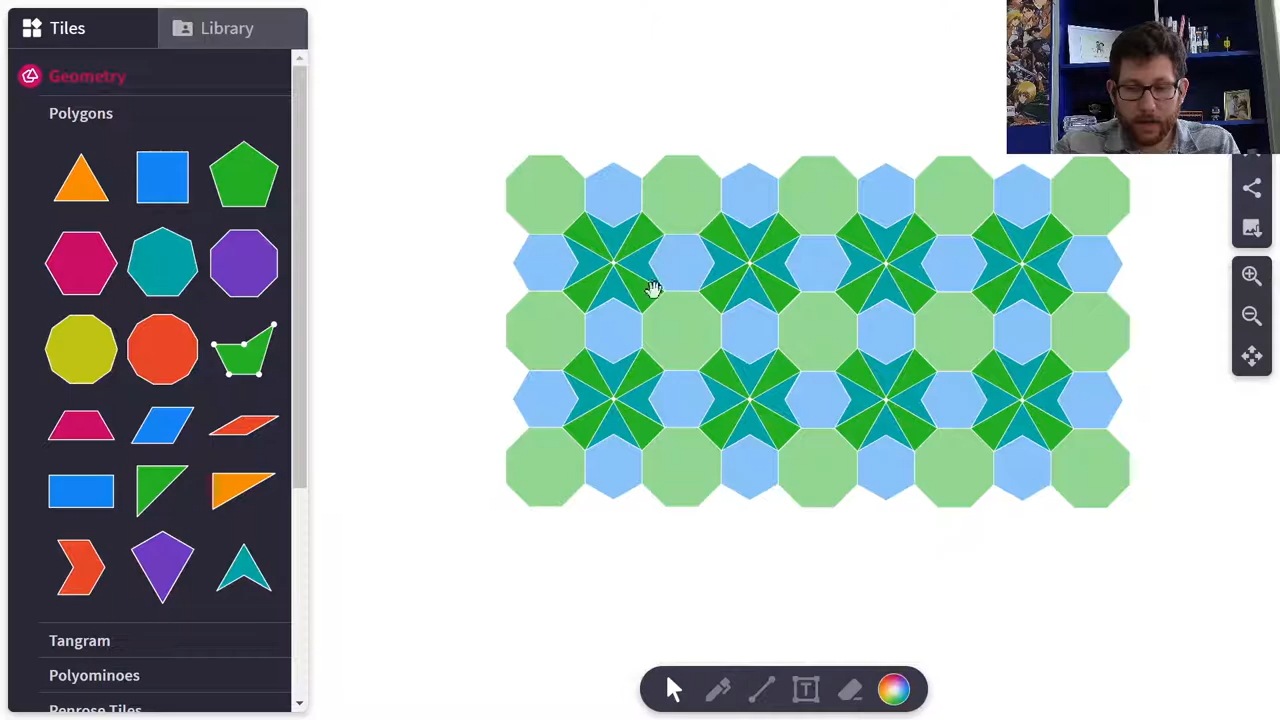 Tiles
Library
Geometry
Polygons
Tangram
Polyominoes
Penrose Tiles
T